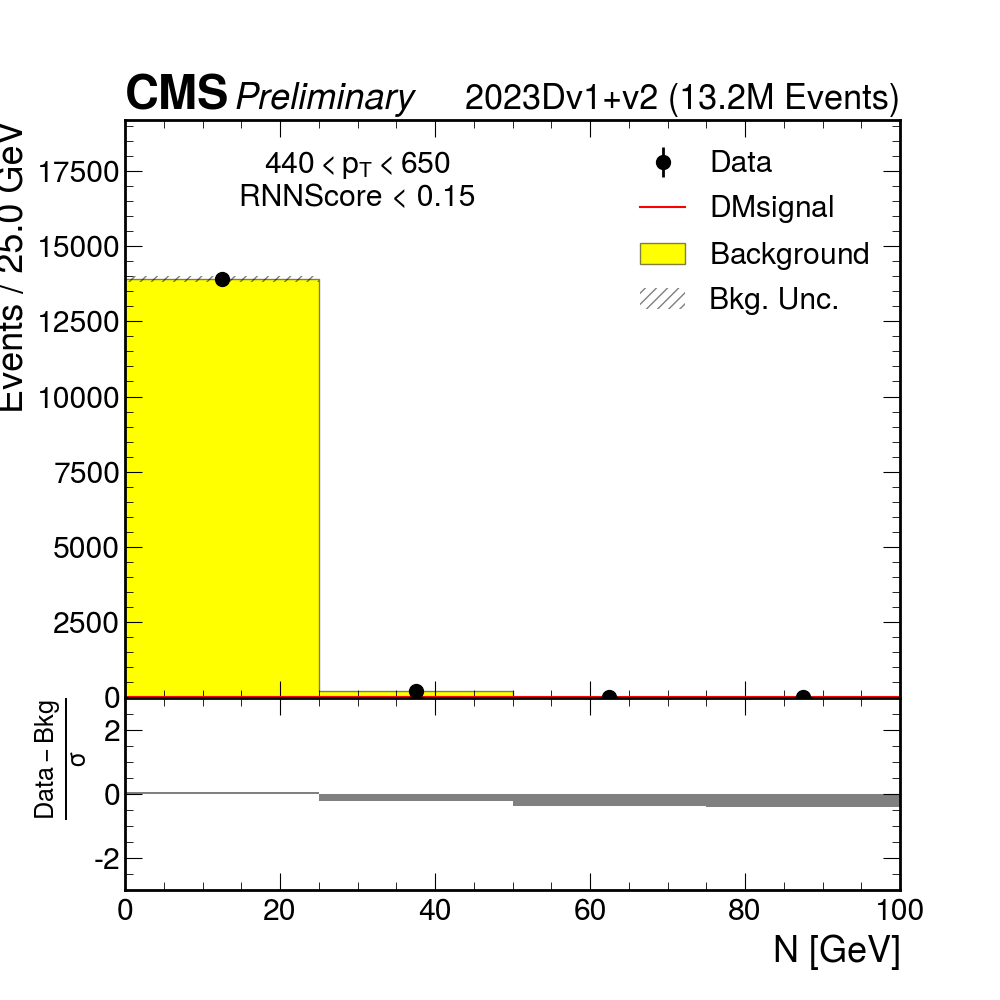 CMS Preliminary 2023Dv1+v2 (13.2M Events)
Events / 25.0 GeV
440 < pT < 650
RNNScore < 0.15
Data
DMsignal
Background
Bkg. Unc.
17500
15000
12500
10000
7500
5000
2500
0
Data – Bkg
σ
2
0
-2
0 20 40 60 80 100
N [GeV]